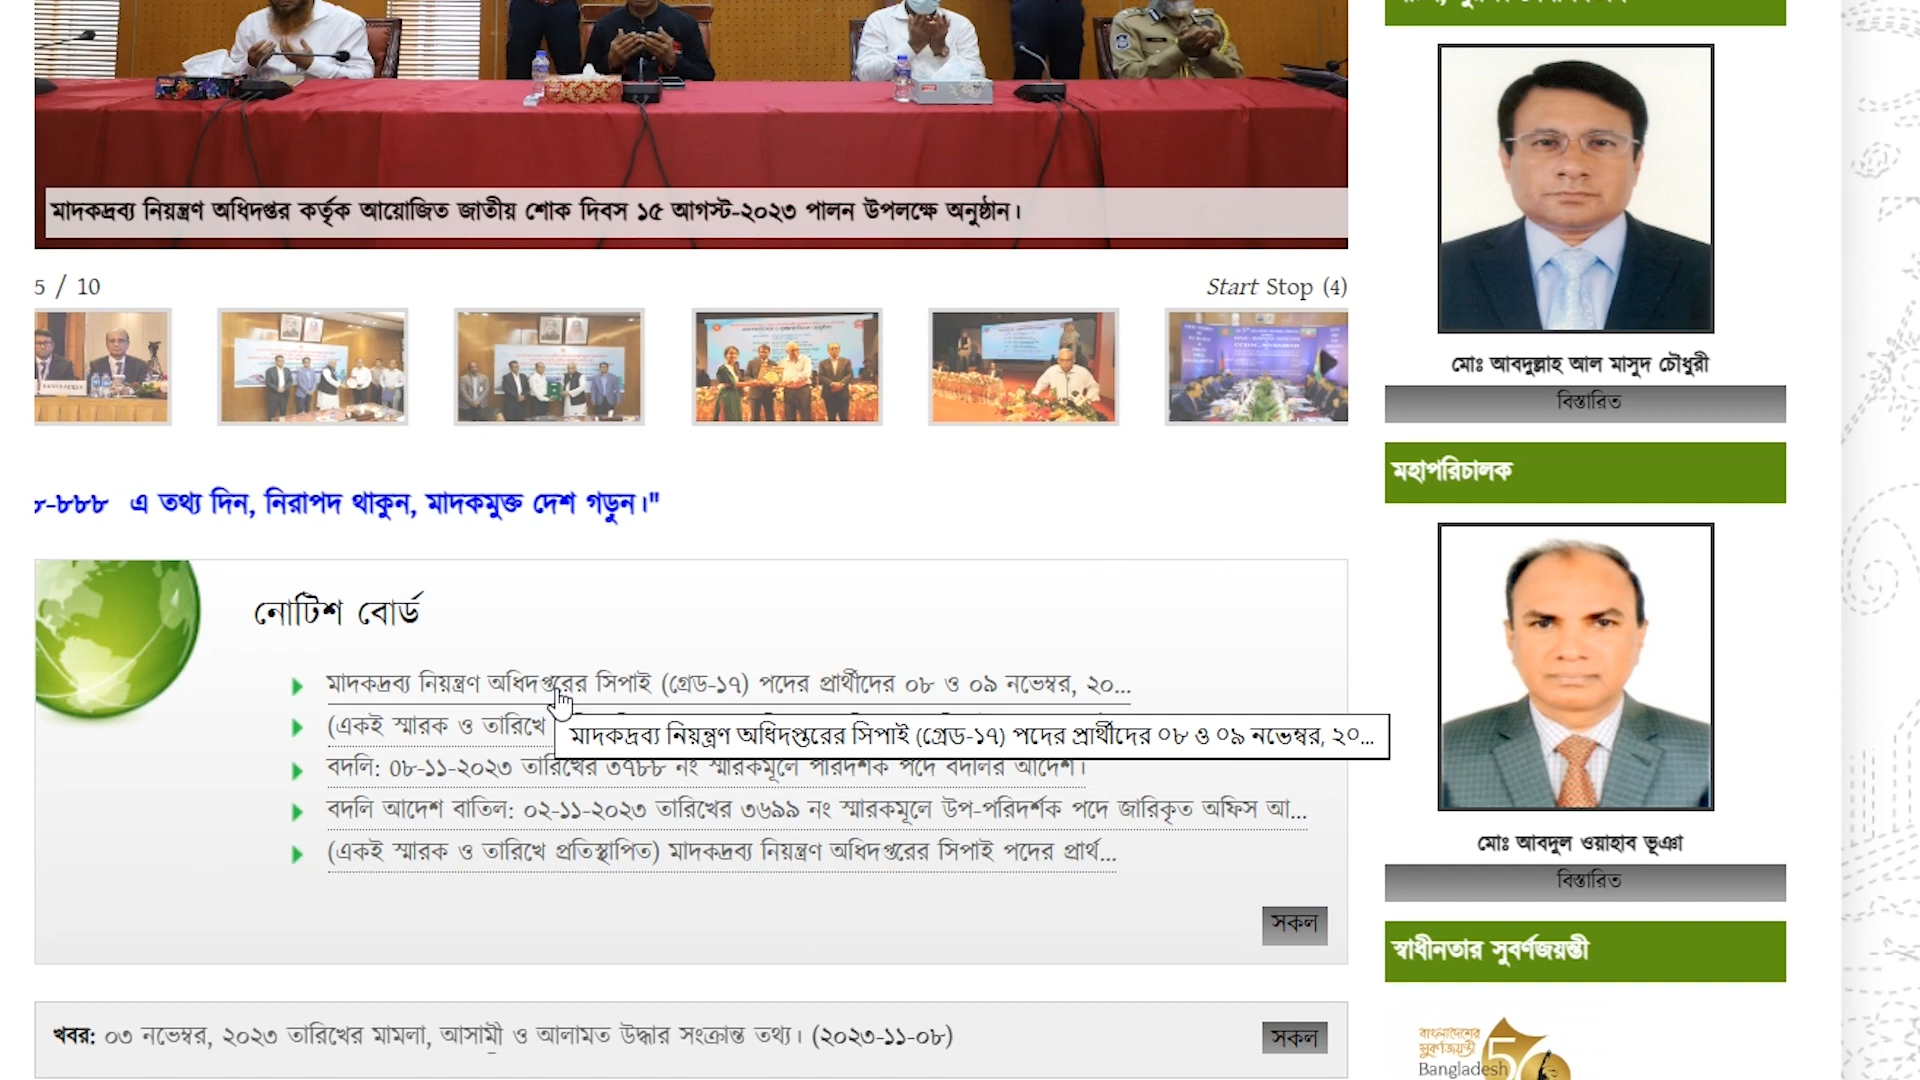 মাদকদ্রব্য নিয়ন্ত্রণ অধিদপ্তর কর্তৃক আয়োজিত জাতীয় শোক দিবস ১৫ আগস্ট-২০২৩ পালন উপলক্ষে অনুষ্ঠান।
5 / 10
Start Stop (4)
৮-৮৮৮ এ তথ্য দিন, নিরাপদ থাকুন, মাদকমুক্ত দেশ গড়ুন।"
নোটিশ বোর্ড
মাদকদ্রব্য নিয়ন্ত্রণ অধিদপ্তরের সিপাই (গ্রেড-১৭) পদের প্রার্থীদের ০৮ ও ০৯ নভেম্বর, ২০...
(একই স্মারক ও তারিখে
মাদকদ্রব্য নিয়ন্ত্রণ অধিদপ্তরের সিপাই (গ্রেড-১৭) পদের প্রার্থীদের ০৮ ও ০৯ নভেম্বর, ২০...
বদলি: 0৮-১১-২০২৩ তারিখের ৩৭৮৮ নং স্মারকমূলে পরিদর্শক পদে বদলির আদেশ।
বদলি আদেশ বাতিল: ০২-১১-২০২৩ তারিখের ৩৬৯৯ নং স্মারকমূলে উপ-পরিদর্শক পদে জারিকৃত অফিস আ...
(একই স্মারক ও তারিখে প্রতিস্থাপিত) মাদকদ্রব্য নিয়ন্ত্রণ অধিদপ্তরের সিপাই পদের প্রার্থ...
সকল
খবর: ০৩ নভেম্বর, ২০২৩ তারিখের মামলা, আসামী ও আলামত উদ্ধার সংক্রান্ত তথ্য। (২০২৩-১১-০৮)
সকল
মোঃ আবদুল্লাহ আল মাসুদ চৌধুরী
বিস্তারিত
মহাপরিচালক
মোঃ আবদুল ওয়াহাব ভূঞা
বিস্তারিত
স্বাধীনতার সুবর্ণজয়ন্তী
বাংলাদেশের
সুবর্ণজয়ন্তী
50
Bangladesh